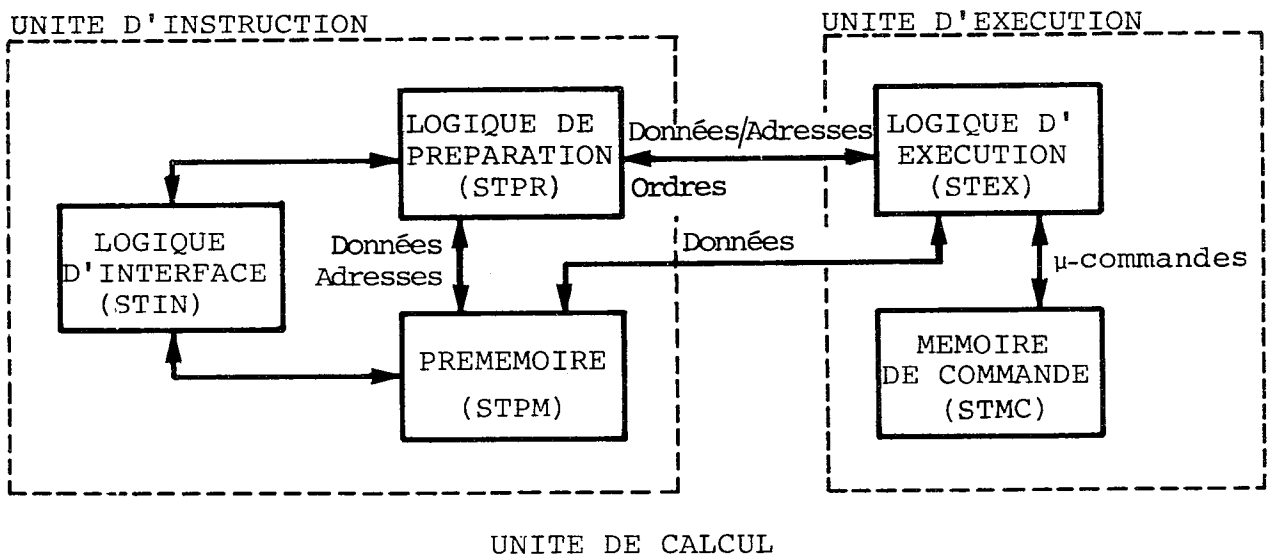 UNITE D'INSTRUCTION
UNITE D'EXECUTION
LOGIQUE DE
PREPARATION
(STPR)
Données/Adresses
Ordres
LOGIQUE D'
EXECUTION
(STEX)
LOGIQUE
D'INTERFACE
(STIN)
Données
Adresses
Données
µ-commandes
PREMEMOIRE
(STPM)
MEMOIRE
DE COMMANDE
(STMC)
UNITE DE CALCUL